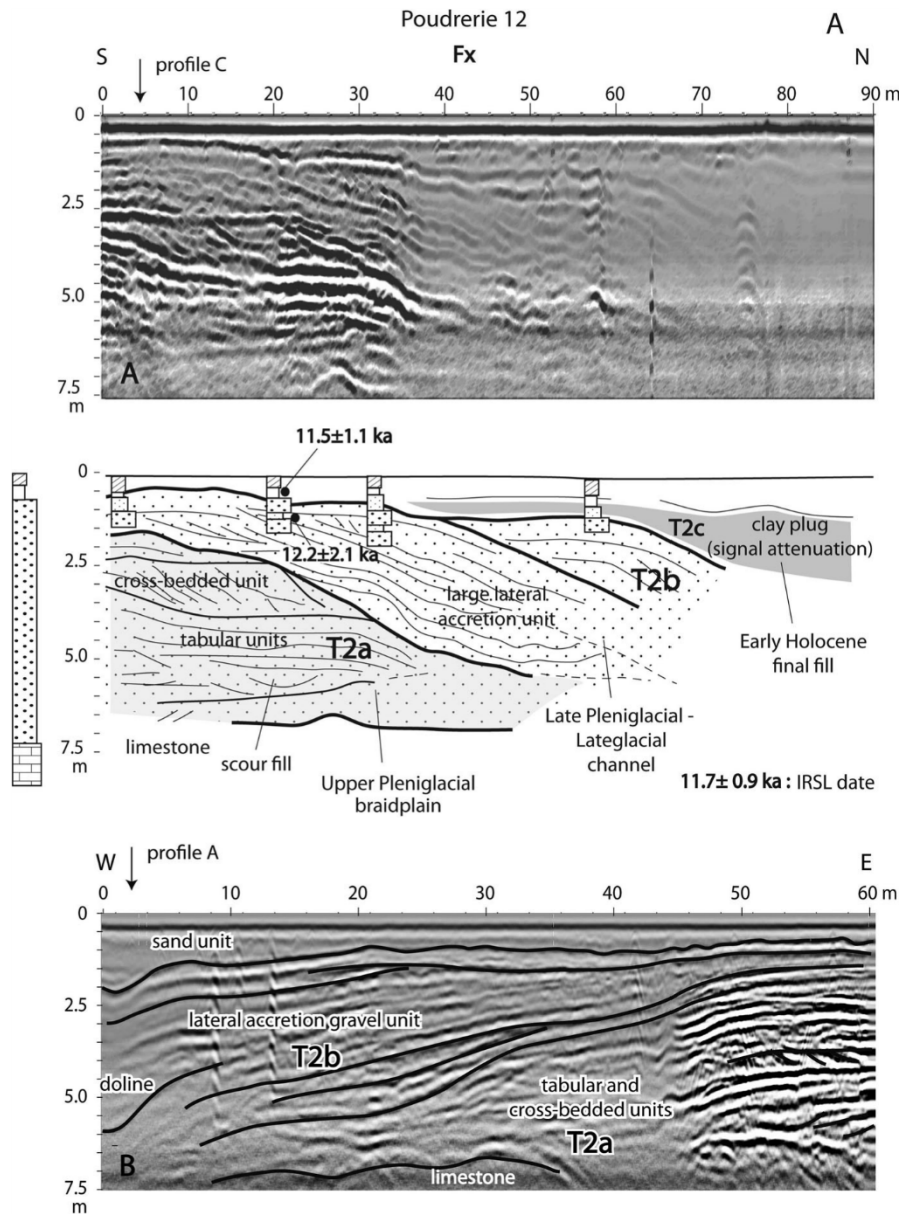 Poudrerie 12
A
S
profile C
Fx
N
0 10 20 30 40 50 60 70 80 90 m
0
2.5
5.0
7.5
m
A
11.5±1.1 ka
0
12.2±2.1 ka
T2c
clay plug
(signal attenuation)
2.5
cross-bedded unit
T2b
large lateral
accretion unit
tabular units
T2a
5.0
Early Holocene
final fill
Late Pleniglacial -
Lateglacial
channel
limestone
scour fill
7.5
m
Upper Pleniglacial
braidplain
11.7± 0.9 ka : IRSL date
W
profile A
E
0 10 20 30 40 50 60 m
0
sand unit
2.5
lateral accretion gravel unit
T2b
doline
tabular and
cross-bedded units
5.0
T2a
B
limestone
7.5
m